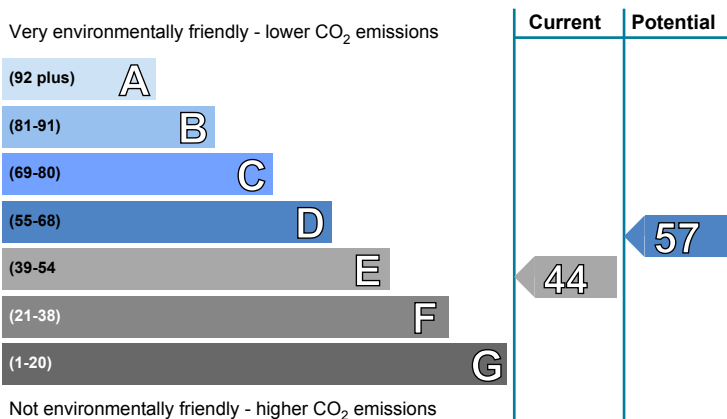 Current Potential
Very environmentally friendly - lower CO2 emissions
(92 plus) A
(81-91) B
(69-80) C
(55-68) D
57
(39-54 E
44
(21-38) F
(1-20) G
Not environmentally friendly - higher CO2 emissions